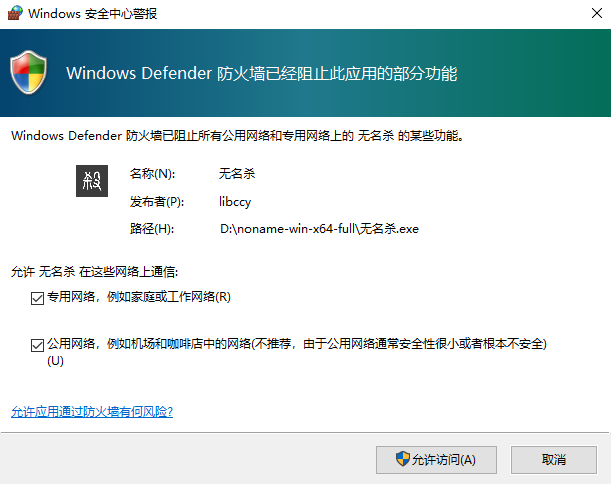 Windows 安全中心警报
Windows Defender 防火墙已经阻止此应用的部分功能
Windows Defender 防火墙已阻止所有公用网络和专用网络上的 无名杀 的某些功能。
殺
名称(N): 无名杀
发布者(P): libccy
路径(H): D:\noname-win-x64-full\无名杀.exe
允许 无名杀 在这些网络上通信:
专用网络，例如家庭或工作网络(R)
公用网络，例如机场和咖啡店中的网络(不推荐，由于公用网络通常安全性很小或者根本不安全)
(U)
允许应用通过防火墙有何风险?
允许访问(A) 取消